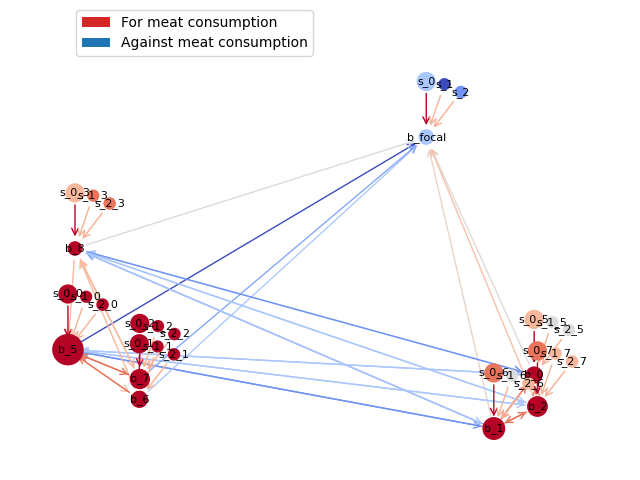 For meat consumption
Against meat consumption
s_0
s_1
s_2
b_focal
s_0_3
s_1_3
s_2_3
b_8
s_0_0
s_1_0
s_2_0
s_0_2
s_1_2
s_2_2
s_0_1
s_1_1
s_2_1
b_5
b_7
b_6
s_0_5
s_1_5
s_2_5
s_0_7
s_1_7
s_2_7
s_0_6
s_1_6
s_2_6
b_0
b_2
b_1